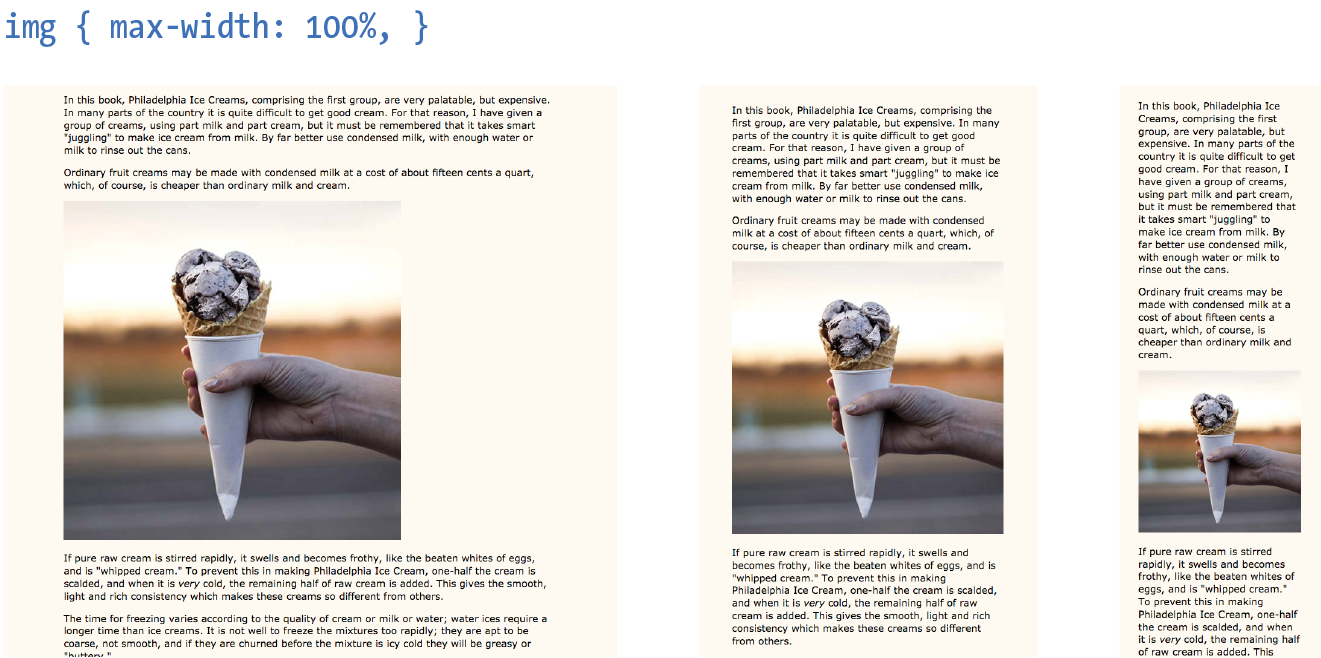 img { max-width: 100%, }
In this book, Philadelphia Ice Creams, comprising the first group, are very palatable, but expensive.
In many parts of the country it is quite difficult to get good cream. For that reason, I have given a
group of creams, using part milk and part cream, but it must be remembered that it takes smart
"juggling" to make ice cream from milk. By far better use condensed milk, with enough water or
milk to rinse out the cans.
Ordinary fruit creams may be made with condensed milk at a cost of about fifteen cents a quart,
which, of course, is cheaper than ordinary milk and cream.
If pure raw cream is stirred rapidly, it swells and becomes frothy, like the beaten whites of eggs,
and is "whipped cream." To prevent this in making Philadelphia Ice Cream, one-half the cream is
scalded, and when it is very cold, the remaining half of raw cream is added. This gives the smooth,
light and rich consistency which makes these creams so different from others.
The time for freezing varies according to the quality of cream or milk or water; water ices require a
longer time than ice creams. It is not well to freeze the mixtures too rapidly; they are apt to be
coarse, not smooth, and if they are churned before the mixture is icy cold they will be greasy or
"buttery."
In this book, Philadelphia Ice Creams, comprising the
first group, are very palatable, but expensive. In many
parts of the country it is quite difficult to get good
cream. For that reason, I have given a group of
creams, using part milk and part cream, but it must be
remembered that it takes smart "juggling" to make ice
cream from milk. By far better use condensed milk,
with enough water or milk to rinse out the cans.
Ordinary fruit creams may be made with condensed
milk at a cost of about fifteen cents a quart, which, of
course, is cheaper than ordinary milk and cream.
If pure raw cream is stirred rapidly, it swells and
becomes frothy, like the beaten whites of eggs, and is
"whipped cream." To prevent this in making
Philadelphia Ice Cream, one-half the cream is scalded,
and when it is very cold, the remaining half of raw
cream is added. This gives the smooth, light and rich
consistency which makes these creams so different
from others.
In this book, Philadelphia Ice
Creams, comprising the first
group, are very palatable, but
expensive. In many parts of the
country it is quite difficult to get
good cream. For that reason, I
have given a group of creams,
using part milk and part cream,
but it must be remembered that
it takes smart "juggling" to
make ice cream from milk. By
far better use condensed milk,
with enough water or milk to
rinse out the cans.
Ordinary fruit creams may be
made with condensed milk at a
cost of about fifteen cents a
quart, which, of course, is
cheaper than ordinary milk and
cream.
If pure raw cream is stirred
rapidly, it swells and becomes
frothy, like the beaten whites of
eggs, and is "whipped cream."
To prevent this in making
Philadelphia Ice Cream, one-half
the cream is scalded, and when
it is very cold, the remaining half
of raw cream is added. This